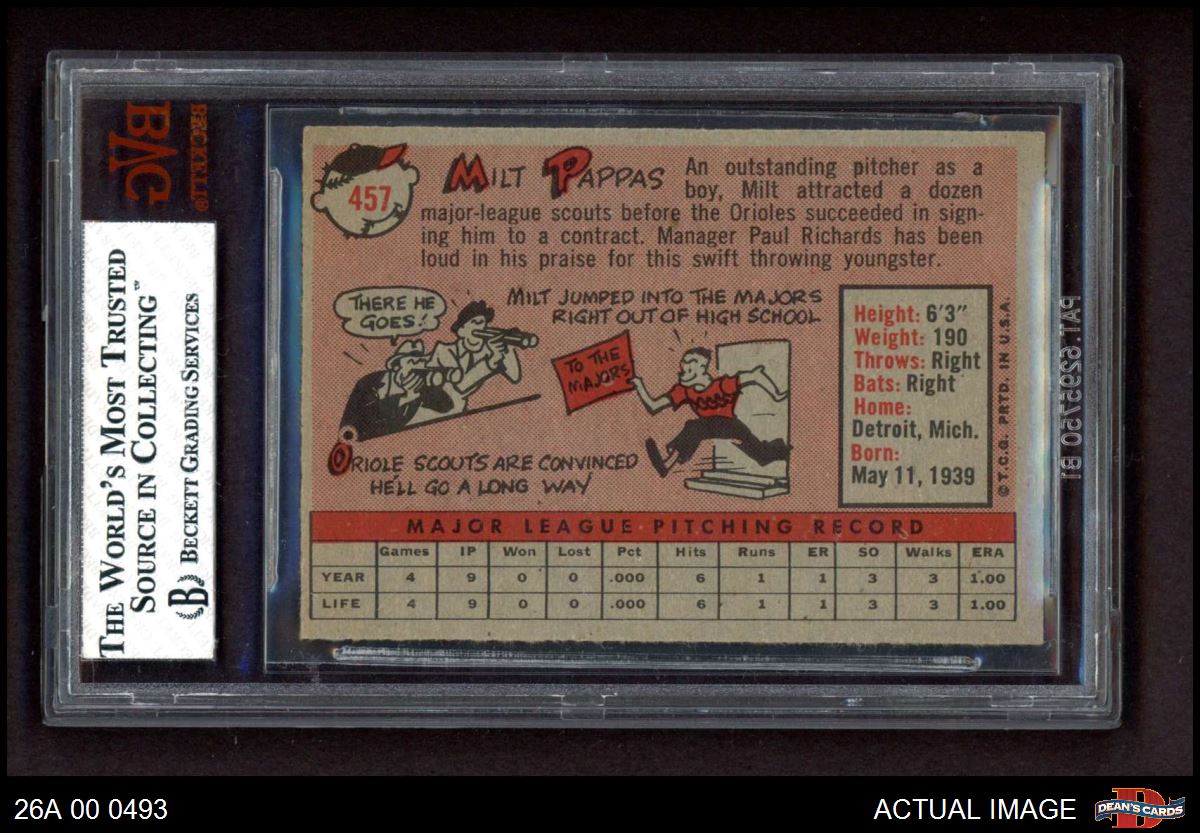 BECKETT®
BVG
THE WORLD'S MOST TRUSTED
SOURCE IN COLLECTING™
B BECKETT GRADING SERVICES
457
MILT PAPPAS
An outstanding pitcher as a
boy, Milt attracted a dozen
major-league scouts before the Orioles succeeded in sign-
ing him to a contract. Manager Paul Richards has been
loud in his praise for this swift throwing youngster.
THERE HE
GOES!
MILT JUMPED INTO THE MAJORS
RIGHT OUT OF HIGH SCHOOL
TO THE
MAJORS
ORIOLE SCOUTS ARE CONVINCED
HE'LL GO A LONG WAY
Height: 6'3"
Weight: 190
Throws: Right
Bats: Right
Home:
Detroit, Mich.
Born:
May 11, 1939
© T.C.G. PRTD. IN U.S.A.
PAT. 6295750 B1
MAJOR LEAGUE PITCHING RECORD
Games IP Won Lost Pct Hits Runs ER SO Walks ERA
YEAR 4 9 0 0 .000 6 1 1 3 3 1.00
LIFE 4 9 0 0 .000 6 1 1 3 3 1.00
26A 00 0493
ACTUAL IMAGE
D
DEAN'S CARDS